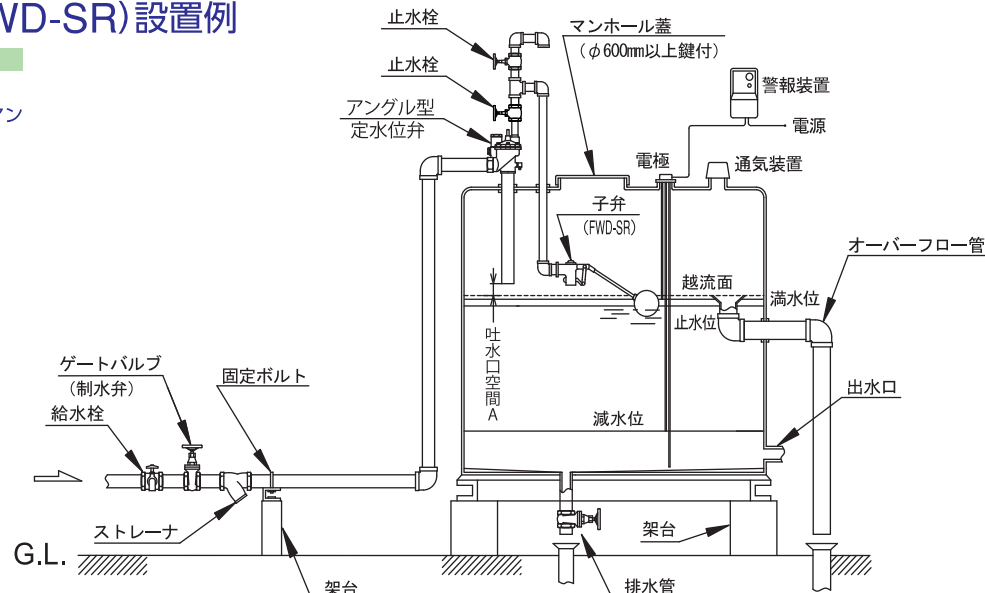 WD-SR)設置例
止水栓
マンホール蓋
(φ600mm以上鍵付)
止水栓
警報装置
アングル型
定水位弁
電源
電極
通気装置
子弁
(FWD-SR)
オーバーフロー管
越流面
満水位
止水位
吐水口空間A
ゲートバルブ
(制水弁)
固定ボルト
給水栓
減水位
出水口
ストレーナ
架台
G.L.
架台
排水管